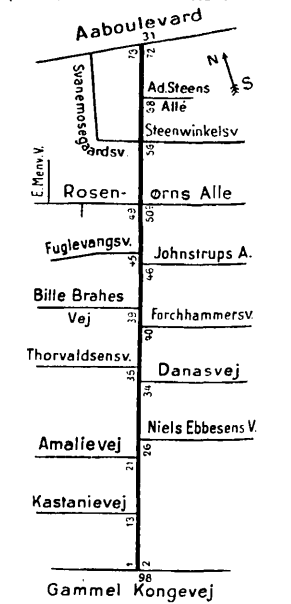 Aaboulevard
31
73 72
N
S
Svanemosegaardsv.
Ad.Steens
38 Allé
Steenwinkelsv
56
E. Menv. V.
Rosen- Ørns Alle
49 50
Fuglevangsv.
45
Johnstrups A.
46
Bille Brahes
Vej 39
Forchhammersv.
40
Thorvaldsensv.
35
Danasvej
34
Niels Ebbesens V.
26
Amalievej
21
Kastanievej
13
1 2
98
Gammel Kongevej